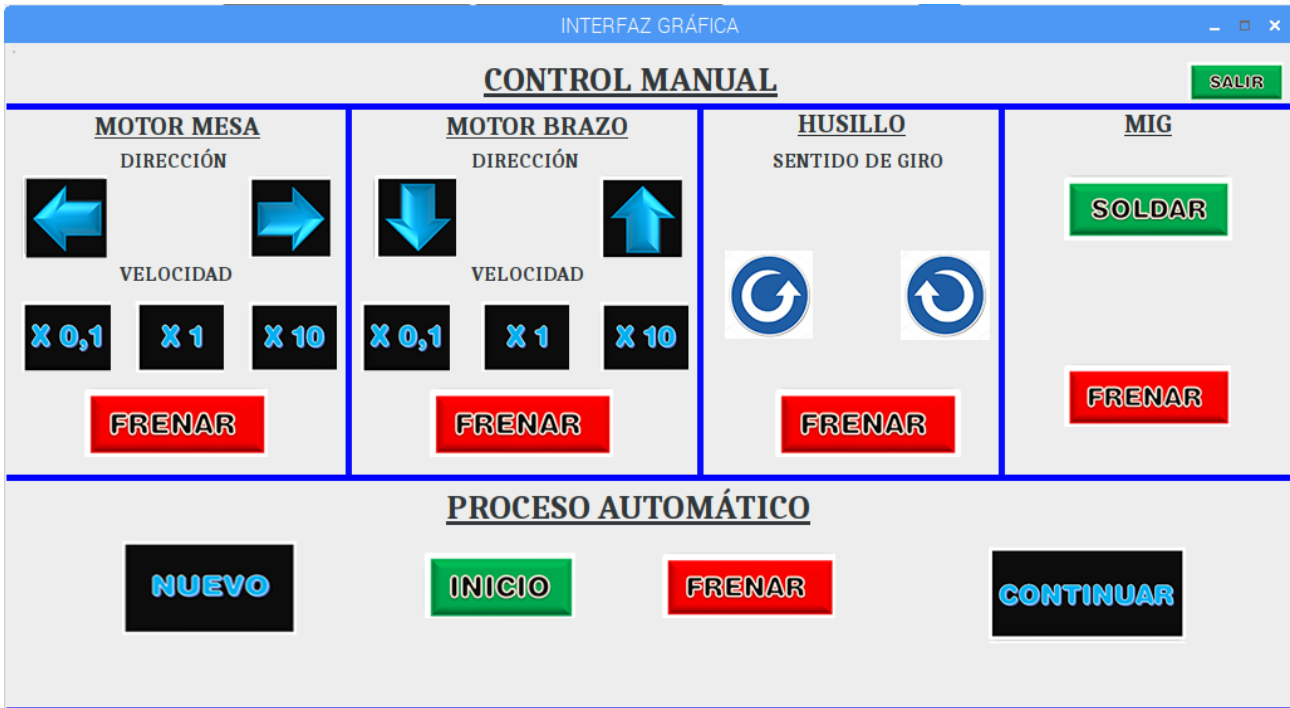 INTERFAZ GRÁFICA
CONTROL MANUAL
SALIR
MOTOR MESA
DIRECCIÓN
VELOCIDAD
X 0,1
X 1
X 10
FRENAR
MOTOR BRAZO
DIRECCIÓN
VELOCIDAD
X 0,1
X 1
X 10
FRENAR
HUSILLO
SENTIDO DE GIRO
FRENAR
MIG
SOLDAR
FRENAR
PROCESO AUTOMÁTICO
NUEVO
INICIO
FRENAR
CONTINUAR